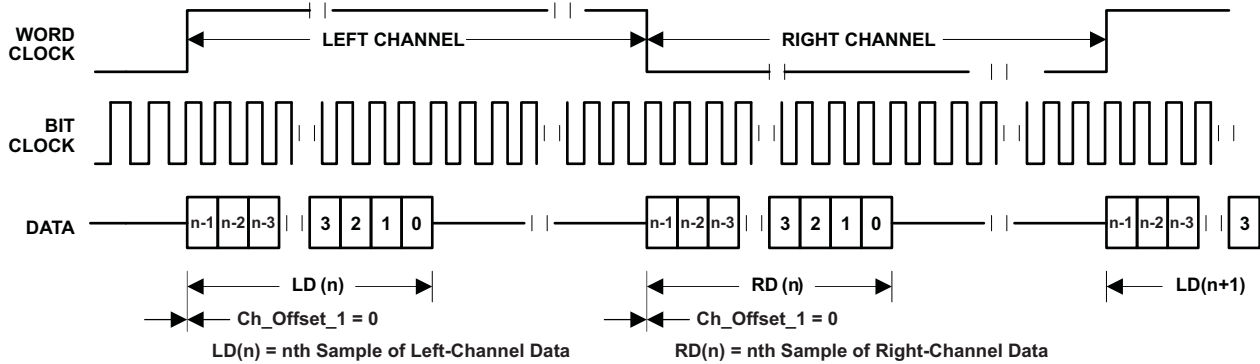 WORD
CLOCK
LEFT CHANNEL
RIGHT CHANNEL
BIT
CLOCK
DATA
n-1 n-2 n-3 3 2 1 0
n-1 n-2 n-3 3 2 1 0
n-1 n-2 n-3 3
LD (n)
RD (n)
LD(n+1)
Ch_Offset_1 = 0
Ch_Offset_1 = 0
LD(n) = nth Sample of Left-Channel Data
RD(n) = nth Sample of Right-Channel Data